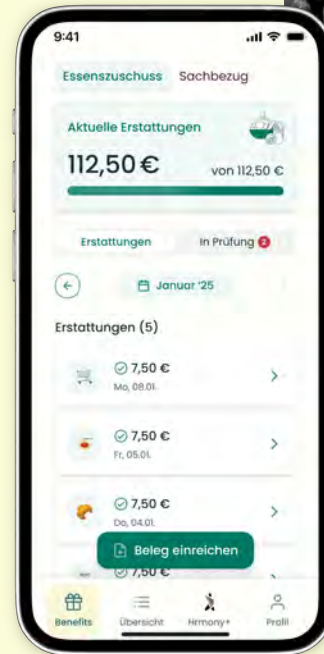 9:41
Essenszuschuss Sachbezug
Aktuelle Erstattungen
112,50 € von 112,50 €
Erstattungen In Prüfung 2
Januar '25
Erstattungen (5)
7,50 €
Mo, 08.01.
7,50 €
Fr, 05.01.
7,50 €
Do, 04.01.
Beleg einreichen
7,50 €
Benefits Übersicht Hrmony+ Profil